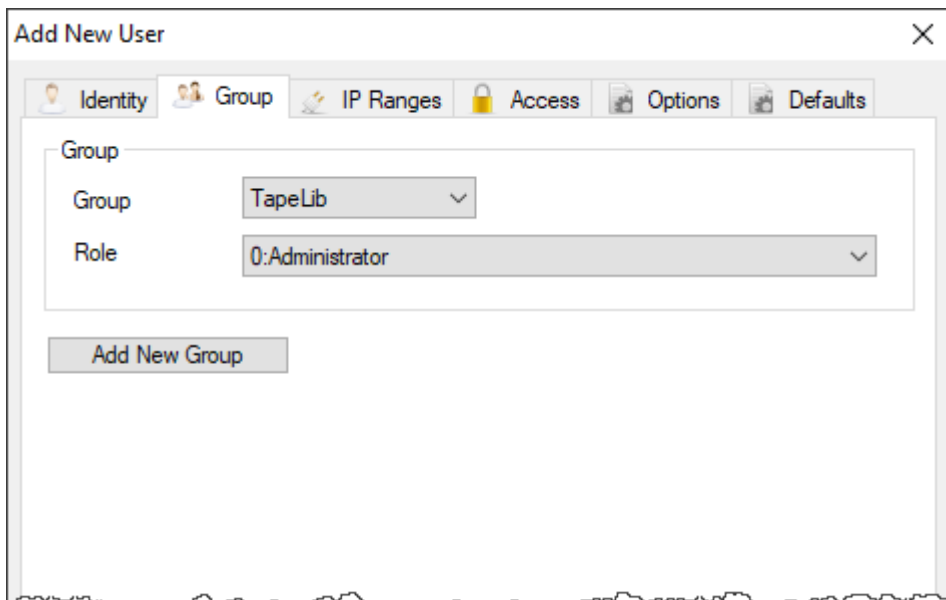 Add New User
Identity Group IP Ranges Access Options Defaults
Group
Group TapeLib
Role 0:Administrator
Add New Group